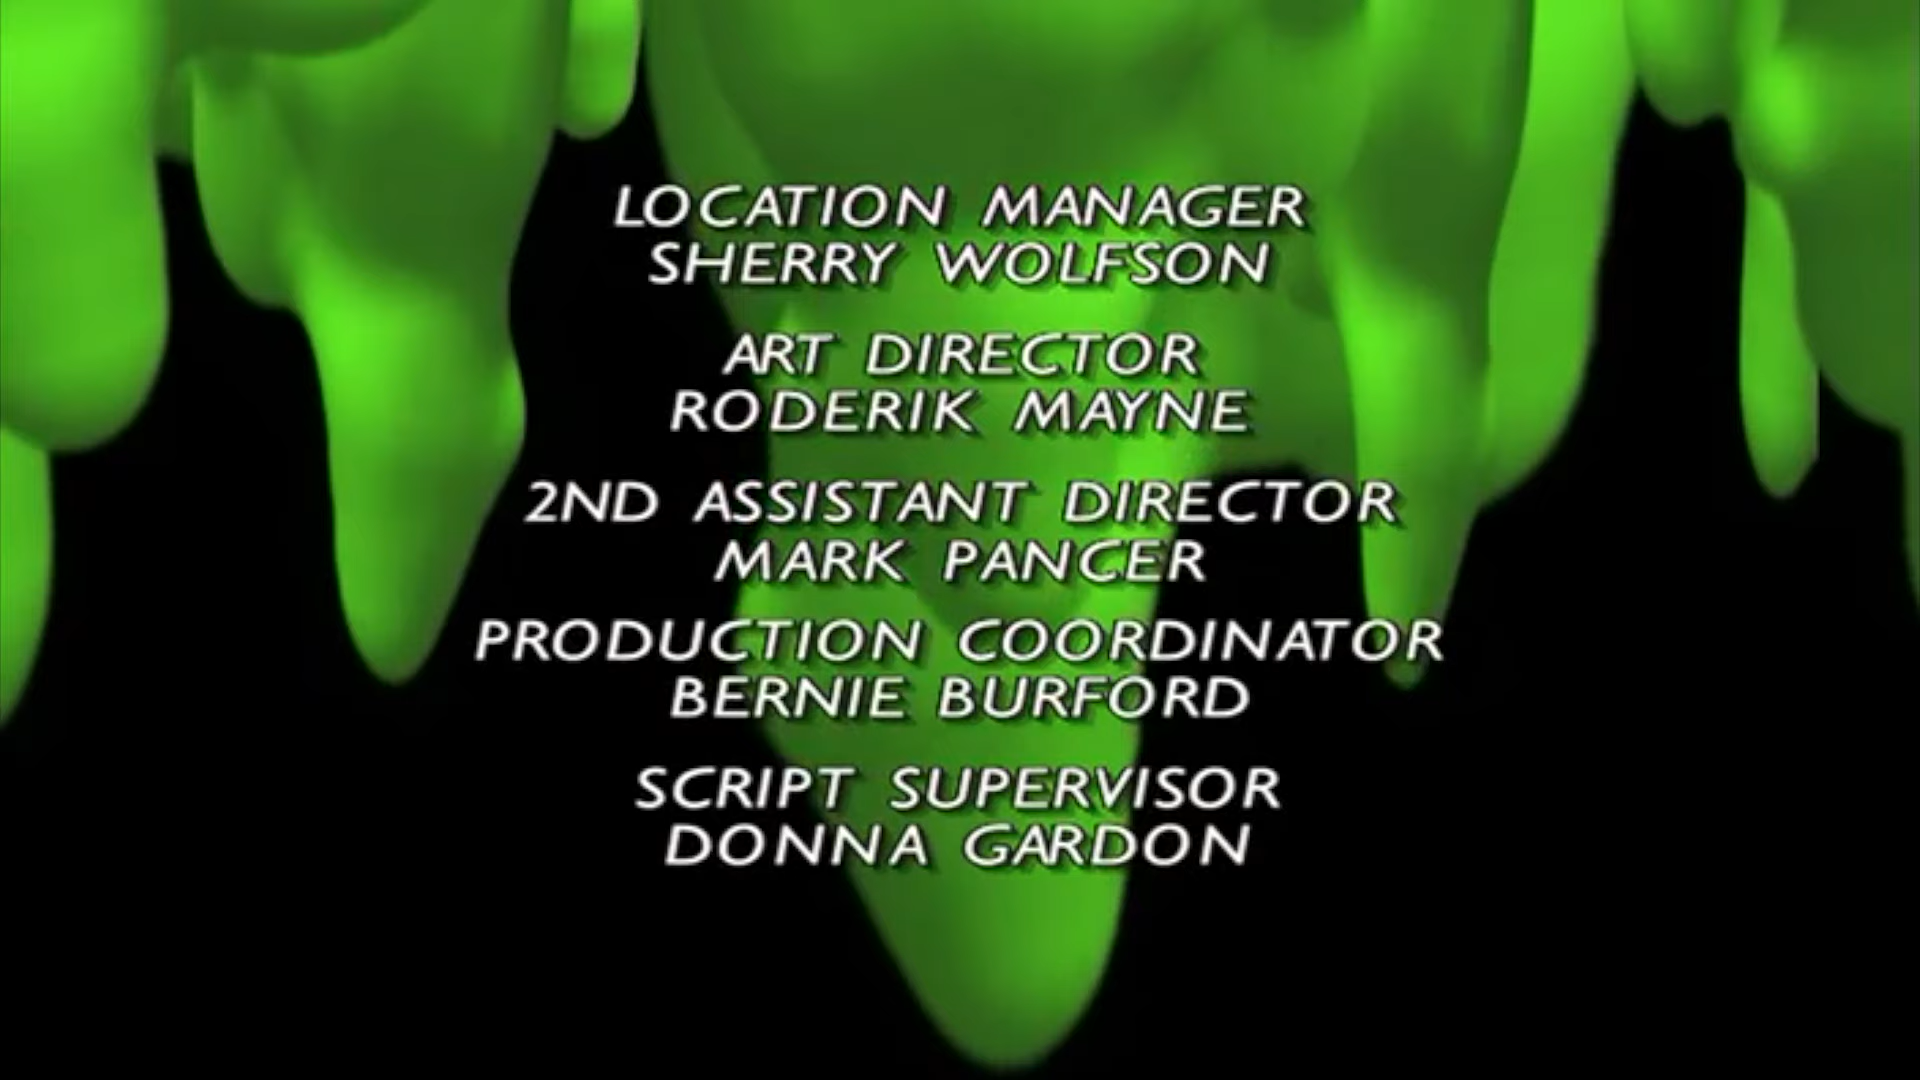 LOCATION MANAGER
SHERRY WOLFSON
ART DIRECTOR
RODERIK MAYNE
2ND ASSISTANT DIRECTOR
MARK PANCER
PRODUCTION COORDINATOR
BERNIE BURFORD
SCRIPT SUPERVISOR
DONNA GARDON